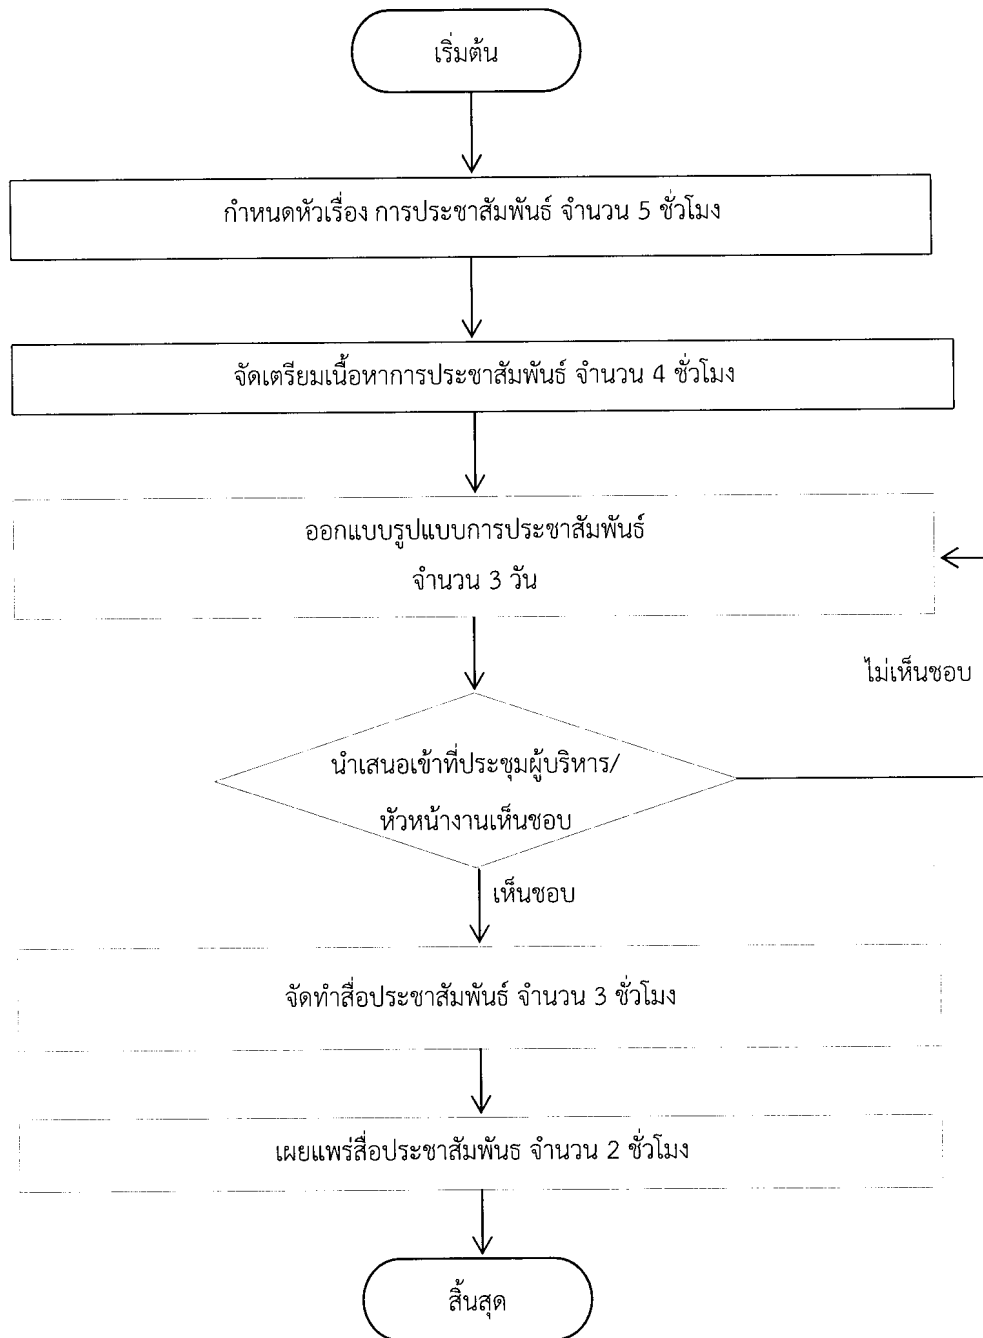 เริ่มต้น
กำหนดหัวเรื่อง การประชาสัมพันธ์ จำนวน 5 ชั่วโมง
จัดเตรียมเนื้อหาการประชาสัมพันธ์ จำนวน 4 ชั่วโมง
ออกแบบรูปแบบการประชาสัมพันธ์
จำนวน 3 วัน
ไม่เห็นชอบ
นำเสนอเข้าที่ประชุมผู้บริหาร/
หัวหน้างานเห็นชอบ
เห็นชอบ
จัดทำสื่อประชาสัมพันธ์ จำนวน 3 ชั่วโมง
เผยแพร่สื่อประชาสัมพันธ จำนวน 2 ชั่วโมง
สิ้นสุด